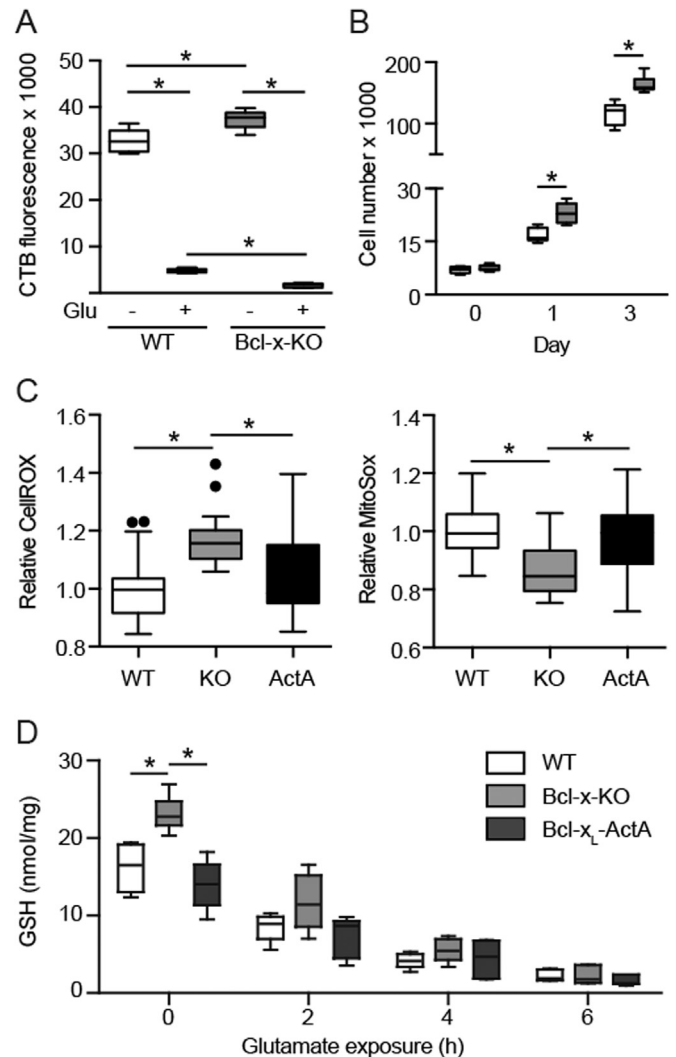 A
CTB fluorescence x 1000
50
40
30
20
10
* * *
*
Glu - + - +
WT Bcl-x-KO
B
Cell number x 1000
200
100
30
15
0
* *
0 1 3
Day
C
Relative CellROX
1.6
1.4
1.2
1.0
0.8
* *
WT KO ActA
Relative MitoSox
1.4
1.2
1.0
0.8
0.6
* *
WT KO ActA
D
GSH (nmol/mg)
30
20
10
0
* *
WT
Bcl-x-KO
Bcl-xL-ActA
0 2 4 6
Glutamate exposure (h)